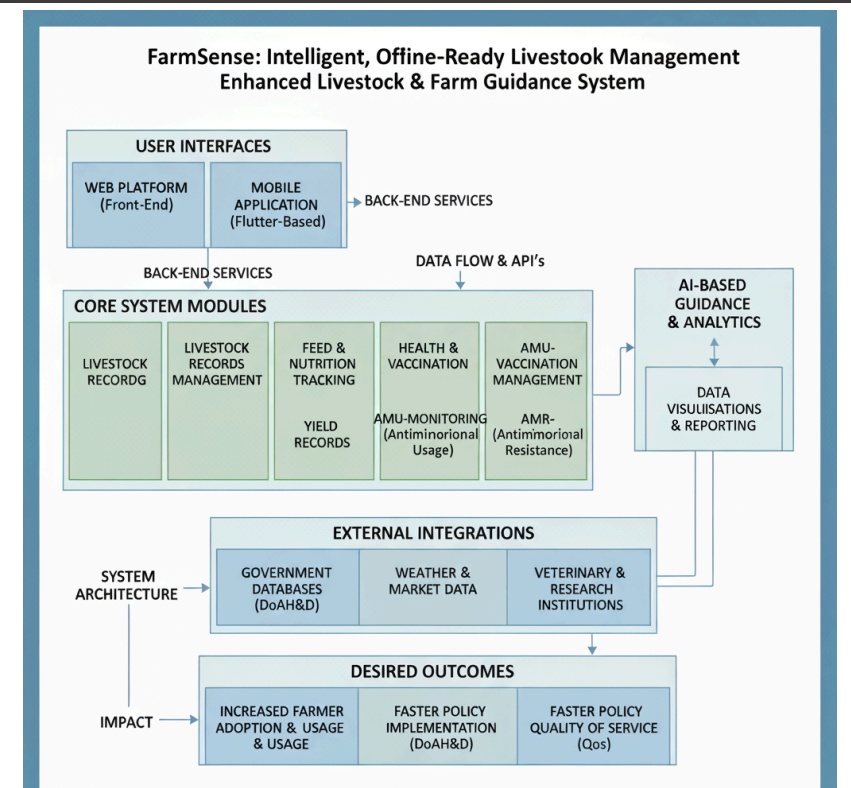 FarmSense: Intelligent, Offine-Ready Livestook Management
Enhanced Livestock & Farm Guidance System
USER INTERFACES
WEB PLATFORM
(Front-End)
MOBILE
APPLICATION
(Flutter-Based)
BACK-END SERVICES
BACK-END SERVICES
DATA FLOW & API's
CORE SYSTEM MODULES
LIVESTOCK
RECORDG
LIVESTOCK
RECORDS
MANAGEMENT
FEED &
NUTRITION
TRACKING
YIELD
RECORDS
HEALTH &
VACCINATION
AMU-MONITORING
(Antiminorional
Usage)
AMU-
VACCINATION
MANAGEMENT
AMR-
(Antimmorional
Resistance)
AI-BASED
GUIDANCE
& ANALYTICS
DATA
VISUIISATIONS
& REPORTING
EXTERNAL INTEGRATIONS
GOVERNMENT
DATABASES
(DoAH&D)
WEATHER &
MARKET DATA
VETERINARY &
RESEARCH
INSTITUTIONS
SYSTEM
ARCHITECTURE
DESIRED OUTCOMES
IMPACT
INCREASED FARMER
ADOPTION & USAGE
& USAGE
FASTER POLICY
IMPLEMENTATION
(DoAH&D)
FASTER POLICY
QUALITY OF SERVICE
(Qos)